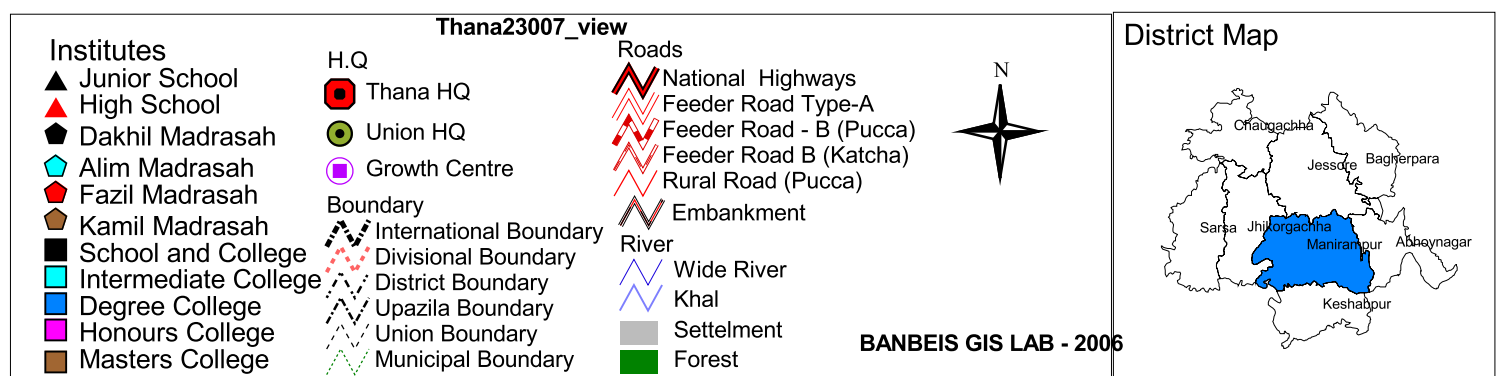 Thana23007_view
Institutes
Junior School
High School
Dakhil Madrasah
Alim Madrasah
Fazil Madrasah
Kamil Madrasah
School and College
Intermediate College
Degree College
Honours College
Masters College
H.Q
Thana HQ
Union HQ
Growth Centre
Boundary
International Boundary
Divisional Boundary
District Boundary
Upazila Boundary
Union Boundary
Municipal Boundary
Roads
National Highways
Feeder Road Type-A
Feeder Road - B (Pucca)
Feeder Road B (Katcha)
Rural Road (Pucca)
Embankment
River
Wide River
Khal
Settelment
Forest
N
BANBEIS GIS LAB - 2006
District Map
Chaugachha
Jessore
Bagherpara
Sarsa
Jhikorgachha
Manirampur
Abhoynagar
Keshabpur